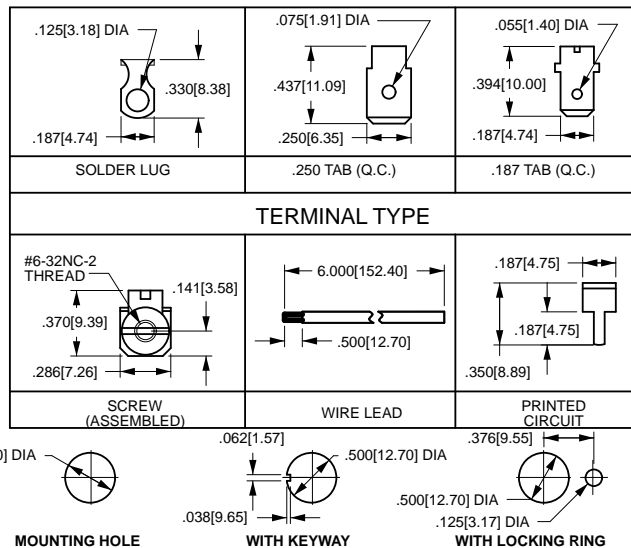 .125[3.18] DIA
.330[8.38]
.187[4.74]
SOLDER LUG
.075[1.91] DIA
.437[11.09]
.250[6.35]
.250 TAB (Q.C.)
.055[1.40] DIA
.394[10.00]
.187[4.74]
.187 TAB (Q.C.)
TERMINAL TYPE
#6-32NC-2
THREAD
.141[3.58]
.370[9.39]
.286[7.26]
SCREW
(ASSEMBLED)
6.000[152.40]
.500[12.70]
WIRE LEAD
.187[4.75]
.187[4.75]
.350[8.89]
PRINTED
CIRCUIT
0] DIA
MOUNTING HOLE
.062[1.57]
.500[12.70] DIA
.038[9.65]
WITH KEYWAY
.376[9.55]
.500[12.70] DIA
.125[3.17] DIA
WITH LOCKING RING